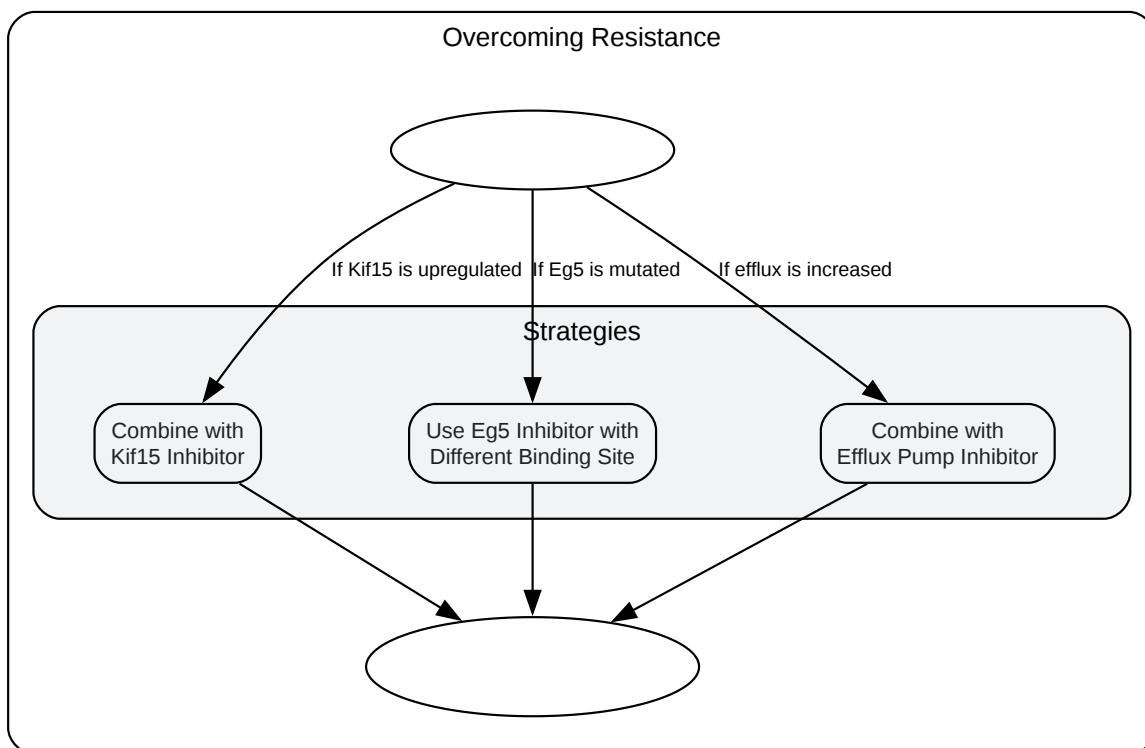 Overcoming Resistance
If Kif15 is upregulated
If Eg5 is mutated
If efflux is increased
Strategies
Combine with
Kif15 Inhibitor
Use Eg5 Inhibitor with
Different Binding Site
Combine with
Efflux Pump Inhibitor